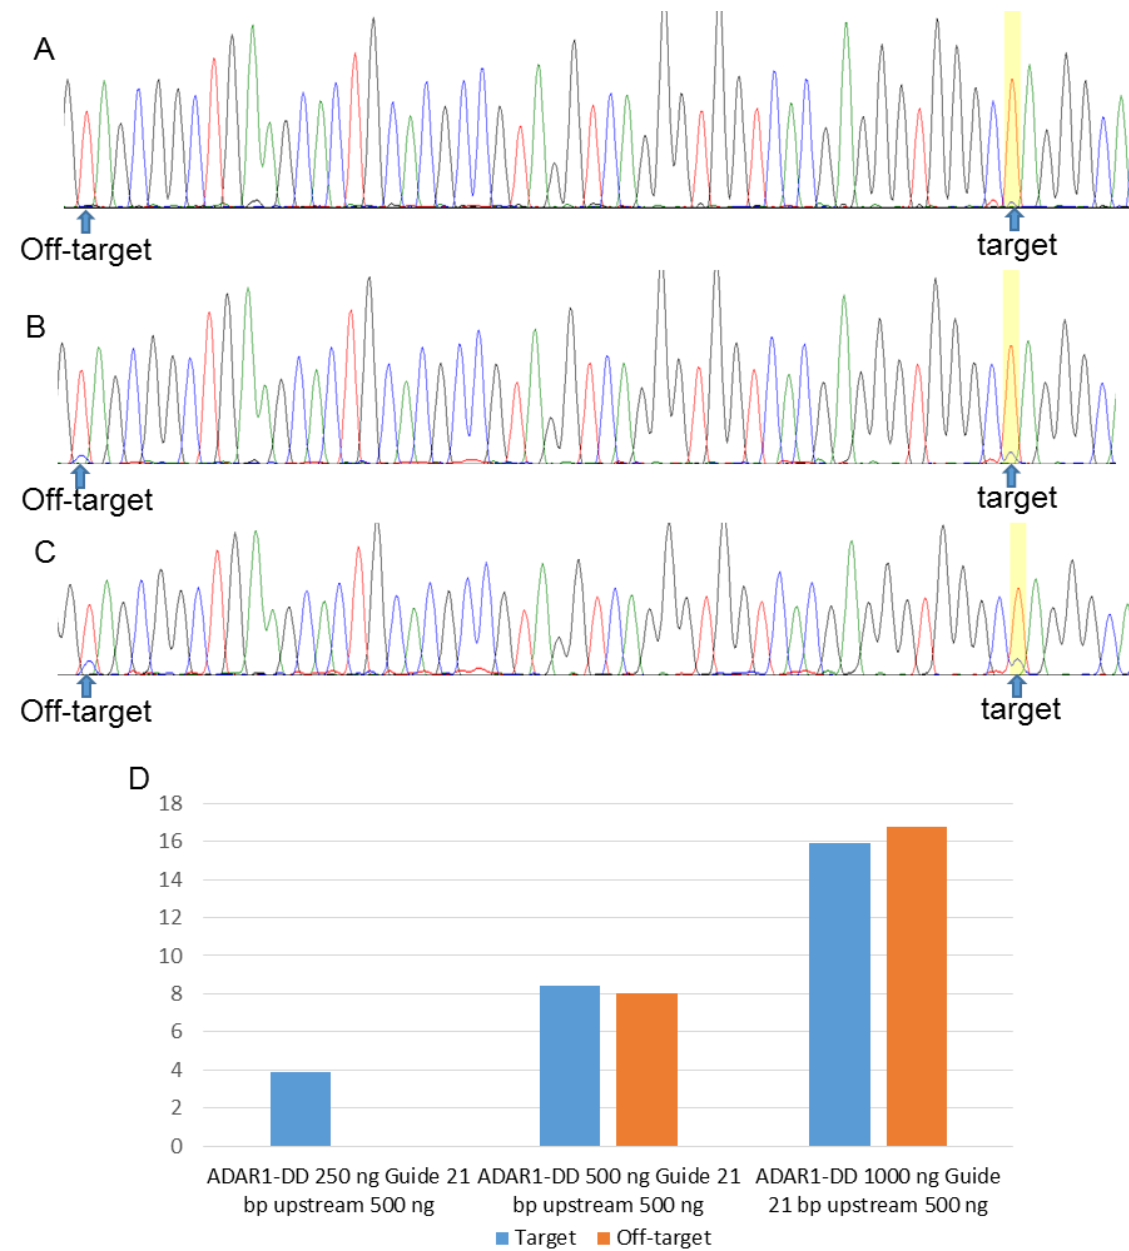 A
Off-target
target
B
Off-target
target
C
Off-target
target
D
18
16
14
12
10
8
6
4
2
0
ADAR1-DD 250 ng Guide 21
bp upstream 500 ng
ADAR1-DD 500 ng Guide 21
bp upstream 500 ng
ADAR1-DD 1000 ng Guide
21 bp upstream 500 ng
Target
Off-target